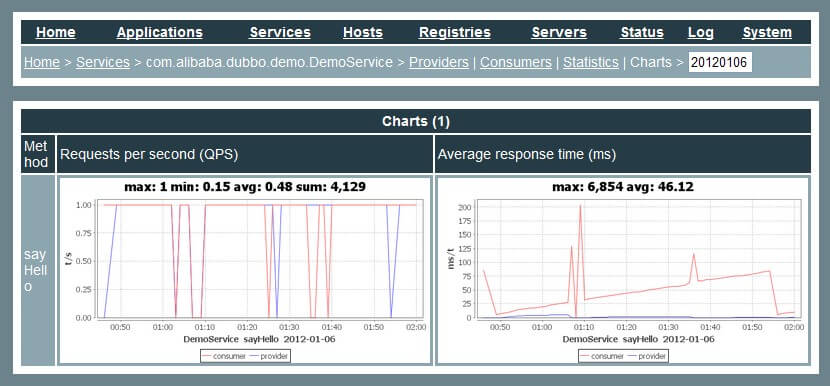 Home Applications Services Hosts Registries Servers Status Log System
Home > Services > com.alibaba.dubbo.demo.DemoService > Providers | Consumers | Statistics | Charts > 20120106
Charts (1)
Met
hod
Requests per second (QPS)
Average response time (ms)
say
Hell
o
max: 1 min: 0.15 avg: 0.48 sum: 4,129
1.00
0.75
0.50
0.25
0.00
t/s
00:50 01:00 01:10 01:20 01:30 01:40 01:50 02:00
DemoService sayHello 2012-01-06
consumer provider
max: 6,854 avg: 46.12
200
175
150
125
100
75
50
25
0
ms/t
00:50 01:00 01:10 01:20 01:30 01:40 01:50 02:00
DemoService sayHello 2012-01-06
consumer provider